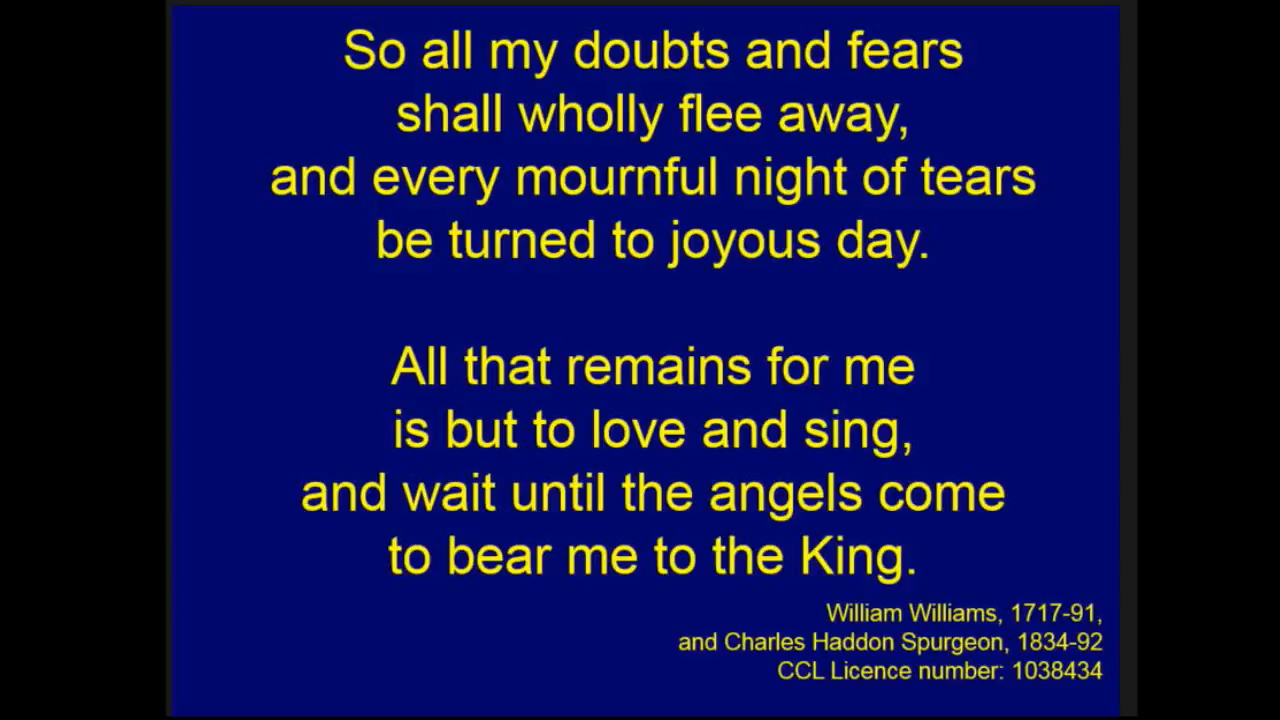 So all my doubts and fears
shall wholly flee away,
and every mournful night of tears
be turned to joyous day.
All that remains for me
is but to love and sing,
and wait until the angels come
to bear me to the King.
William Williams, 1717-91,
and Charles Haddon Spurgeon, 1834-92
CCL Licence number: 1038434